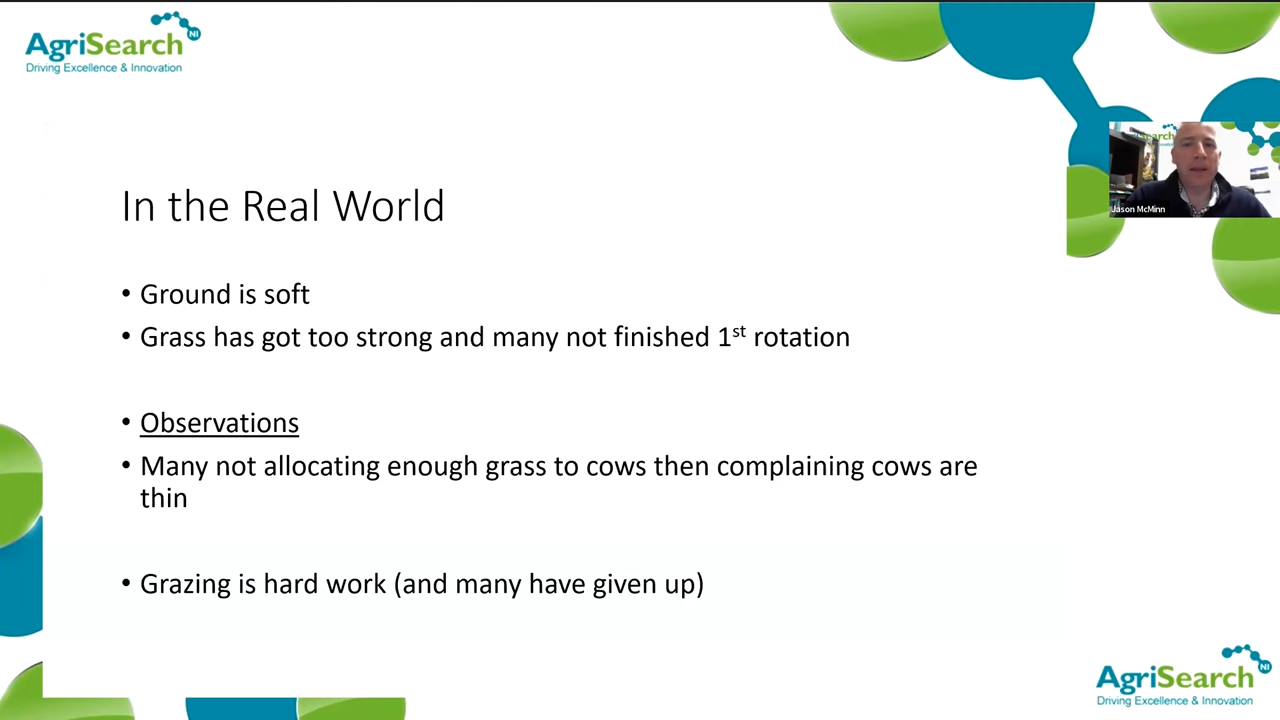 AgriSearch NI
Driving Excellence & Innovation
Search
Jason McMinn
In the Real World
• Ground is soft
• Grass has got too strong and many not finished 1st rotation
• Observations
• Many not allocating enough grass to cows then complaining cows are
thin
• Grazing is hard work (and many have given up)
AgriSearch NI
Driving Excellence & Innovation